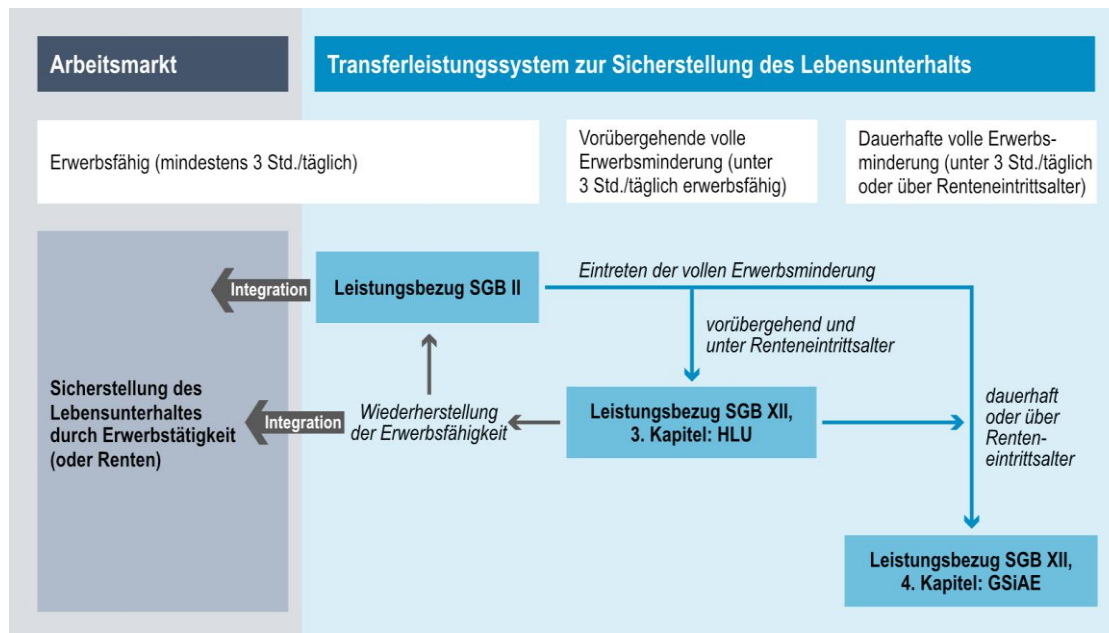 Arbeitsmarkt
Transferleistungssystem zur Sicherstellung des Lebensunterhalts
Erwerbsfähig (mindestens 3 Std./täglich)
Vorübergehende volle
Erwerbsminderung (unter
3 Std./täglich erwerbsfähig)
Dauerhafte volle Erwerbs-
minderung (unter 3 Std./täglich
oder über Renteneintrittsalter)
Integration
Leistungsbezug SGB II
Eintreten der vollen Erwerbsminderung
vorübergehend und
unter Renteneintrittsalter
Sicherstellung des
Lebensunterhaltes
durch Erwerbstätigkeit
(oder Renten)
Integration
Wiederherstellung
der Erwerbsfähigkeit
Leistungsbezug SGB XII,
3. Kapitel: HLU
dauerhaft
oder über
Renten-
eintrittsalter
Leistungsbezug SGB XII,
4. Kapitel: GSiAE